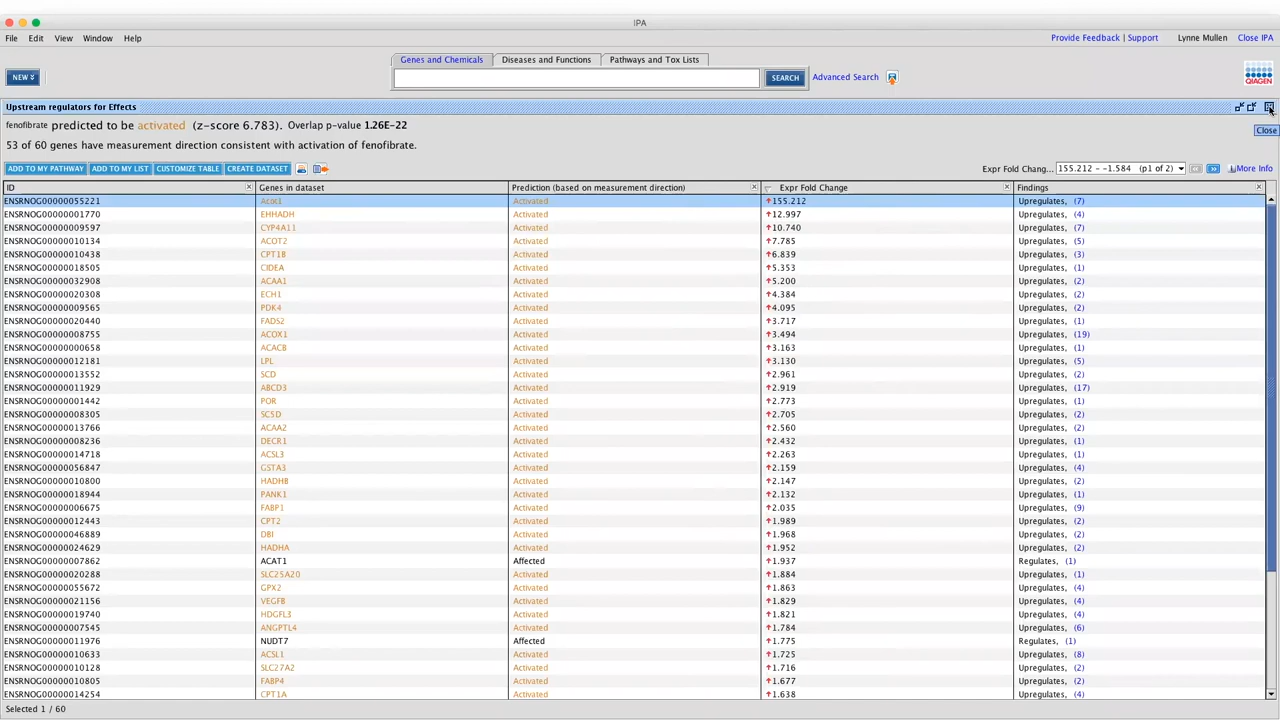 IPA
File Edit View Window Help
Provide Feedback | Support Lynne Mullen Close IPA
Genes and Chemicals Diseases and Functions Pathways and Tox Lists
NEW SEARCH Advanced Search
QIAGEN
Upstream regulators for Effects
fenofibrate predicted to be activated (z-score 6.783). Overlap p-value 1.26E-22
Close
53 of 60 genes have measurement direction consistent with activation of fenofibrate.
ADD TO MY PATHWAY ADD TO MY LIST CUSTOMIZE TABLE CREATE DATASET Expr Fold Chang... 155.212 - -1.584 (p1 of 2) More Info
ID Genes in dataset Prediction (based on measurement direction) Expr Fold Change Findings
ENSRNOG00000055221 Acot1 Activated ↑155.212 Upregulates, (7)
ENSRNOG00000001770 EHHADH Activated ↑12.997 Upregulates, (4)
ENSRNOG00000009597 CYP4A11 Activated ↑10.740 Upregulates, (7)
ENSRNOG00000010134 ACOT2 Activated ↑7.785 Upregulates, (5)
ENSRNOG00000010438 CPT1B Activated ↑6.839 Upregulates, (3)
ENSRNOG00000018505 CIDEA Activated ↑5.353 Upregulates, (1)
ENSRNOG00000032908 ACAA1 Activated ↑5.200 Upregulates, (2)
ENSRNOG00000020308 ECH1 Activated ↑4.384 Upregulates, (2)
ENSRNOG00000009565 PDK4 Activated ↑4.095 Upregulates, (2)
ENSRNOG00000020440 FADS2 Activated ↑3.717 Upregulates, (1)
ENSRNOG00000008755 ACOX1 Activated ↑3.494 Upregulates, (19)
ENSRNOG00000000658 ACACB Activated ↑3.163 Upregulates, (1)
ENSRNOG00000012181 LPL Activated ↑3.130 Upregulates, (5)
ENSRNOG00000013552 SCD Activated ↑2.961 Upregulates, (2)
ENSRNOG00000011929 ABCD3 Activated ↑2.919 Upregulates, (17)
ENSRNOG00000001442 POR Activated ↑2.773 Upregulates, (1)
ENSRNOG00000008305 SC5D Activated ↑2.705 Upregulates, (2)
ENSRNOG00000013766 ACAA2 Activated ↑2.560 Upregulates, (2)
ENSRNOG00000008236 DECR1 Activated ↑2.432 Upregulates, (1)
ENSRNOG00000014718 ACSL3 Activated ↑2.263 Upregulates, (1)
ENSRNOG00000056847 GSTA3 Activated ↑2.159 Upregulates, (4)
ENSRNOG00000010800 HADHB Activated ↑2.147 Upregulates, (2)
ENSRNOG00000018944 PANK1 Activated ↑2.132 Upregulates, (1)
ENSRNOG00000006675 FABP1 Activated ↑2.035 Upregulates, (9)
ENSRNOG00000012443 CPT2 Activated ↑1.989 Upregulates, (2)
ENSRNOG00000046889 DBI Activated ↑1.968 Upregulates, (2)
ENSRNOG00000024629 HADHA Activated ↑1.952 Upregulates, (2)
ENSRNOG00000007862 ACAT1 Affected ↑1.937 Regulates, (1)
ENSRNOG00000020288 SLC25A20 Activated ↑1.884 Upregulates, (1)
ENSRNOG00000055672 GPX2 Activated ↑1.863 Upregulates, (4)
ENSRNOG00000021156 VEGFB Activated ↑1.829 Upregulates, (4)
ENSRNOG00000019740 HDGFL3 Activated ↑1.821 Upregulates, (4)
ENSRNOG00000007545 ANGPTL4 Activated ↑1.784 Upregulates, (6)
ENSRNOG00000011976 NUDT7 Affected ↑1.775 Regulates, (1)
ENSRNOG00000010633 ACSL1 Activated ↑1.725 Upregulates, (8)
ENSRNOG00000010128 SLC27A2 Activated ↑1.716 Upregulates, (2)
ENSRNOG00000010805 FABP4 Activated ↑1.677 Upregulates, (2)
ENSRNOG00000014254 CPT1A Activated ↑1.638 Upregulates, (4)
Selected 1 / 60